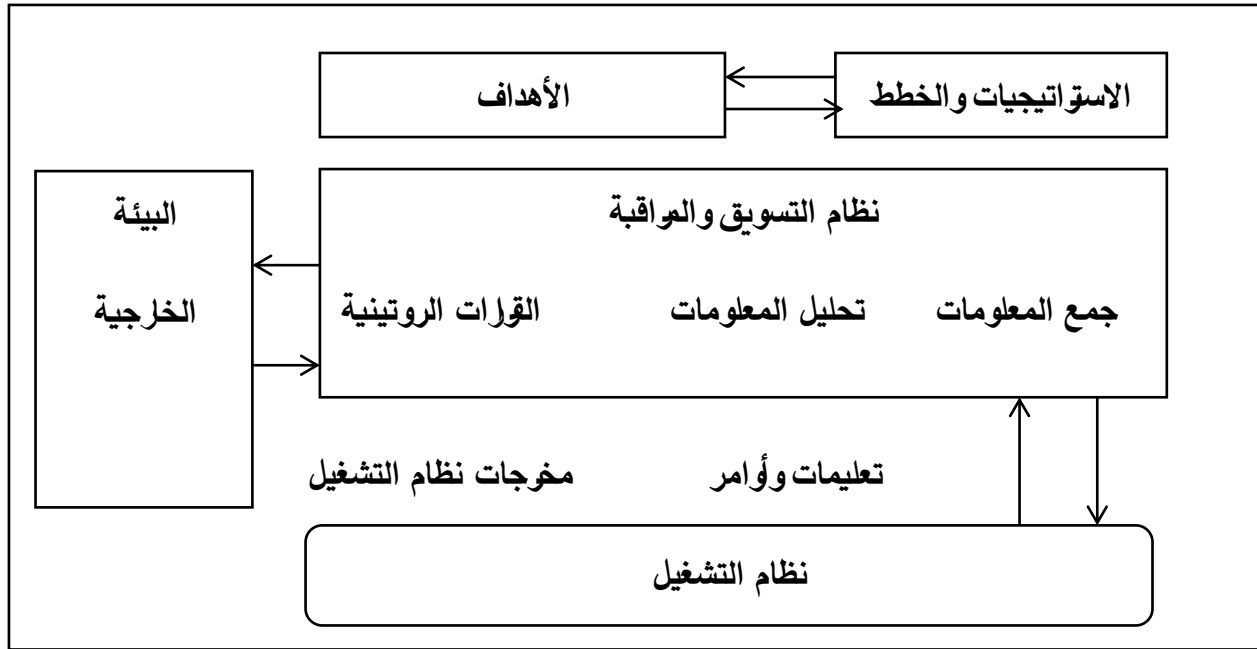 الاستراتيجيات والخطط
الأهداف
نظام التسويق والمراقبة
جمع المعلومات
تحليل المعلومات
القرارات الروتينية
البيئة
الخارجية
تعليمات وأوامر
مخرجات نظام التشغيل
نظام التشغيل